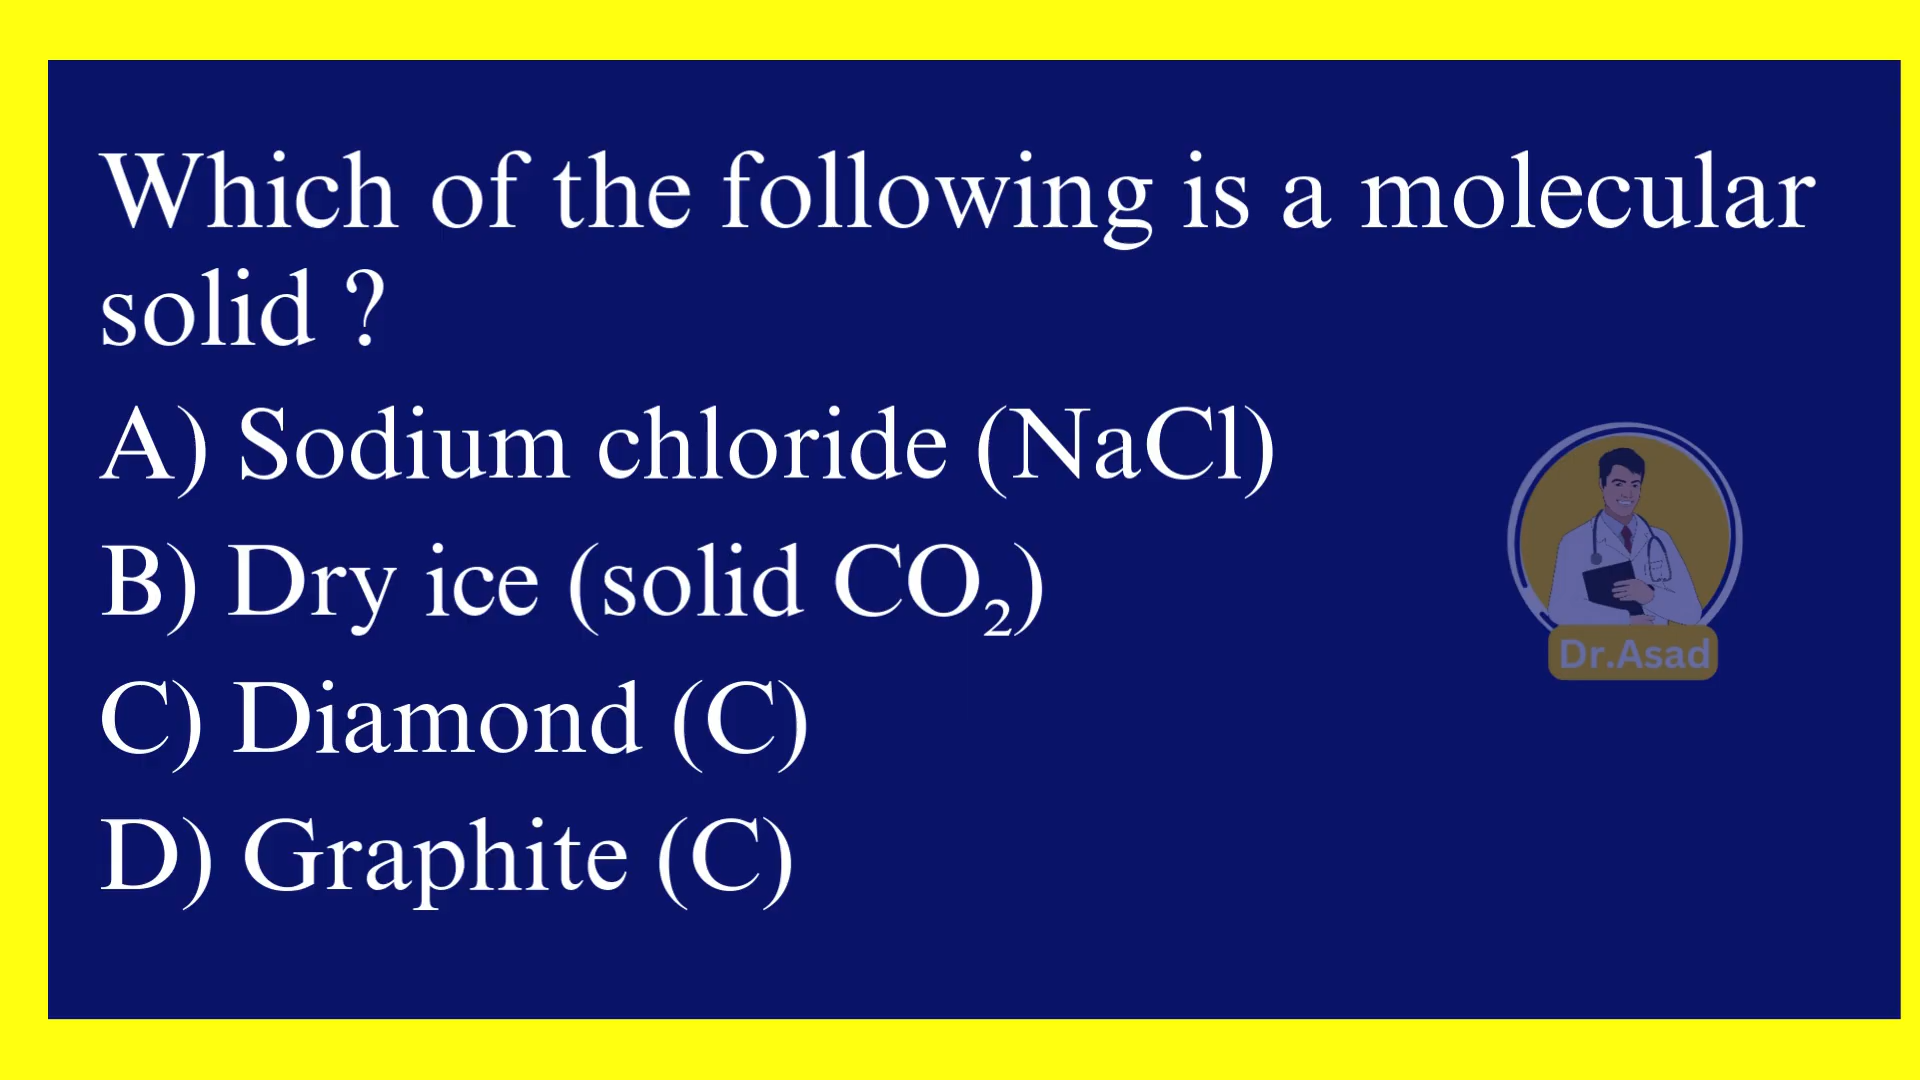 Which of the following is a molecular
solid ?
A) Sodium chloride (NaCl)
B) Dry ice (solid CO₂)
C) Diamond (C)
D) Graphite (C)
Dr.Asad